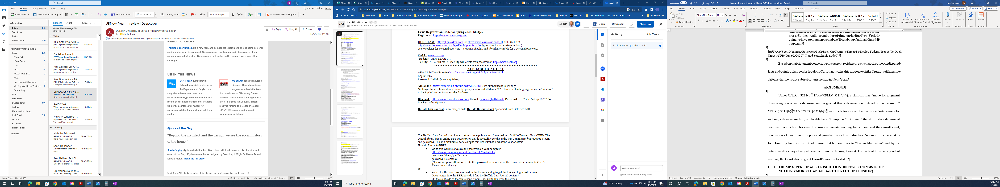 Search
LT
File
Home
Send / Receive
View
Help
Try the new Outlook
Off
New Email
Schedule a Meeting
Share to Teams
*From Brian
Unread/ Read
Search People
Reply with Scheduling Poll
Favorites
Inbox 136
Sent Items
Drafts
Deleted Items 416
ltowles@buffalo.edu
Inbox 136
*From Beth 1
*From Brian 3
*LRT 7
AALL 14
AALL Committee 3
AALS
Law Library/UB Libraries 7
Meetings/Webinars/Conferen... 2
Onboarding
Drafts
Sent Items
Deleted Items 416
Archive
Conversation History
Junk Email [14]
Outbox
RSS Feeds
Search Folders
Groups
Focused Other By Date
Other: New message (1)
Office Depot
Today
Julie Crane via AALL ...
[ALL-SIS] : How are you eval... 11:50 AM
Hi, all. Here is my plan (I am
Daniel W. Linna Jr.
FTC Virtual Summit on Arti... 11:07 AM
Hi everyone, Many of you
Paul Callister via AAL...
[ALL-SIS] : How are you eval... 9:55 AM
As promised, here are the
Sara Burriesci via AA...
[ALL-SIS] : Reminder: Refere... 9:00 AM
Georgetown Law Library is
UBNow, University at...
UBNow: Year in review | D... 8:19 AM
News and views for the UB
AALS 2024
What Happened at the An... 7:34 AM
News @ LegalTechT...
LegalTechTalk | This week's... 5:30 AM
This week's news and
Yesterday
Nicholas Mignanelli ...
[ALL-SIS] : ScholarSift Thu 4:25 PM
Hello Paul, ScholarSift has
Scott Hollander
All-Staff Meeting reminder ... Thu 4:05 PM
Hello,
Paul Hellyer via AALL...
[ALL-SIS] : ScholarSift Thu 3:57 PM
One of our professors asked
UB Wellness & Work...
Work Life Coaching - Sche... Thu 3:01 PM
UBNow: Year in review | Deepcover
UU
UBNow, University at Buffalo <ubnow@buffalo.edu>
To Latasha Towles
Reply
Reply All
Forward
Fri 1/5/2024 8:15 AM
If there are problems with how this message is displayed, click here to view it in a web browser.
NEED TO KNOW
Training opportunities. It's a new year, and perhaps the ideal time to pursue some personal
and/or professional development. Organizational Development and Effectiveness offers
numerous opportunities for UB employees, both online and in person. Take a look at the
catalogue.
UB IN THE NEWS
USA TODAY
USA Today quoted David
Schmid, associate professor in
the Department of English, in a
story about the nation's true-crime
obsession with Gypsy Rose Blanchard, who
rose to social media stardom after wrapping
up a prison sentence for murder for
conspiring with her then-boyfriend to kill her
mother.
WBEN
WBEN-AM spoke with Leslie
Bisson, UB sports medicine
surgeon, who leads the team
that contributed to Bills' safety Damar
Hamlin's recovery after suffering cardiac
arrest in a game last January. Bisson
received funding to increase bystander
CPR/AED training in underserved
communities in Buffalo.
Quote of the Day
“Beyond the architect and the design, we see the social history
of the home.”
Sarah Cogley, digital archivist for the UB Archives, which will house a collection of historic
objects from Graycliff, the summer home designed by Frank Lloyd Wright for Darwin D. and
Isabelle Martin. Read the full story
UB SEEN: Photographs, slide shows and videos capturing life at UB
Items: 2,589 Unread: 136
All folders are up to date. Connected to: Microsoft Exchange
100%
12:15 PM
1/5/2024
buffalo.app.box.com/file/636404191816?s=uqsk7ko4axokqo3nidhi5e4lcylqjcvs
Charles B. Sears La...
Institutions
Trends
Tech Consultants
Conferences/Meeti...
Legal Technology R...
Lexis+® | Legal Res...
Westlaw Precision
Home
The State University...
Benefits
UBLearns
Class Resources
LibApps Home - Lib...
All Bookmarks
v23
identification.doc
All Files and Folders · Updated Nov 28, 2023 by Brian Detweiler
136
TW
Open
Download
Share
1
Lexis Registration Code for Spring 2022: hbrtjc7
Register at: http://lexisnexis.com/register
QUICKLAW http://ql.quicklaw.com or http://www.lexisnexis.ca/legal 800-387-0899
http://www.lexisnexis.com/ca/legal/auth/ipregform.do (goes directly to registration form)
use to register for personal password – students, faculty, and librarians eligible for a personal password.
CALI www.cali.org
Students: NEWYBFstu141
Faculty: NEWYBFfac141 (faculty will create own password at http://www2.cali.org)
ALPHABETICAL LIST
ABA Child Law Practice http://www.abanet.org/child/clp/archives.html
Login: 4589
Password: Buffalo (must capitalize)
AILALink https://research.lib.buffalo.edu/AILALink Two simultaneous users only.
No longer limited to in-library use only; proxy access added March 2023. From the landing page, click on “ailalink”
in the top left corner to access the database.
Bluebook https://www.legalbluebook.com E-mail: ncascio@buffalo.edu Password: Red*Blue (set up 10/2018-it
is a 3-yr. subscription )
Buffalo Law Journal - now merged with Buffalo Business First (per email from Beth 9/25/20)
The Buffalo Law Journal is no longer a stand-alone publication. It merged into Buffalo Business First (BBF). The
central library has an online BBF subscription that is accessible for the entire UB Community but requires a login
and password. This is a bit unusual for a campus this size but that is what the vendor offers.
How do I log into BBF?
• Go to this website and save the password on your computer
https://www.bizjournals.com/login/buffalo?r=/buffalo/
username: libejn@buffalo.edu
password: L0ckw00d
(Our subscription allows access to this password to members of the University community ONLY.
Please do not share.)
or
• search for Buffalo Business First in the library catalog to get the link and login instructions
Once logged into the BBF, how do I find the Buffalo Law Journal content?
On the right side of the white band running horizontally across the screen,
Activity
Add Task
2 collaborators uploaded v1 - 23
LT
Write a comment
@mention users to notify them.
Type here to search
30°F Cloudy
12:15 PM
1/5/2024
AutoSave On
Memo of Law in Support of Plaintiff's Motion - withTOA • Saved
Search
Latasha Towles
LT
File Home Insert Draw Design Layout References Mailings Review View Help EndNote 21 Acrobat
Comments
Editing
Share
Paste
Cut
Copy
Format Painter
Clipboard
Times New Roma
11
Font
Paragraph
¶ Normal
Body Text
¶ List Para...
¶ No Spac...
¶ Table Pa...
¶ TOC 2
¶ TOC 3
Styles
Find
Replace
Select
Editing
Create PDF and Share link
Create PDF and Share via Outlook
Request Signatures
Adobe Acrobat
Dictate
Voice
Sensitivity
Editor
Add-ins
press. So they really spend a lot of time on it. But New York is
going to have to toughen up and we'll send you National Guard if
you want.¶
Id{ TA \s "Scott Neuman, Governors Push Back On Trump's Threat To Deploy Federal Troops To Quell
Unrest, NPR (June 2, 2020)" }. at 3 (emphasis added).¶
Based on that statement concerning his current residency, as well as the other undisputed
facts and points of law set forth below, Carroll now files this motion to strike Trump's affirmative
defense that he is not subject to jurisdiction in New York.¶
ARGUMENT¶
Under CPLR § 3211(b){ TA \s "CPLR § 3211(b)" }, a plaintiff may “move for judgment
dismissing one or more defenses, on the ground that a defense is not stated or has no merit.”
CPLR § 3211(b){ TA \s "CPLR § 3211(b)" } was made for a case like this since both reasons for
striking a defense are fully applicable here. Trump has “not stated” the affirmative defense of
personal jurisdiction because his Answer asserts nothing but a bare, and thus insufficient,
conclusion of law. Trump's personal jurisdiction defense also has “no merit” because it is
foreclosed by his own recent admission that he continues to “live in Manhattan” and by the
patent insufficiency of any alternative domicile he might assert. For each of these independent
reasons, the Court should grant Carroll's motion to strike.¶
I. → TRUMP'S PERSONAL JURISDICTION DEFENSE CONSISTS OF
NOTHING MORE THAN AN BARE LEGAL CONCLUSION¶
Section: 2 Page 4 of 17 4449 words Text Predictions: On Accessibility: Investigate
Focus
125%
12:15 PM
1/5/2024